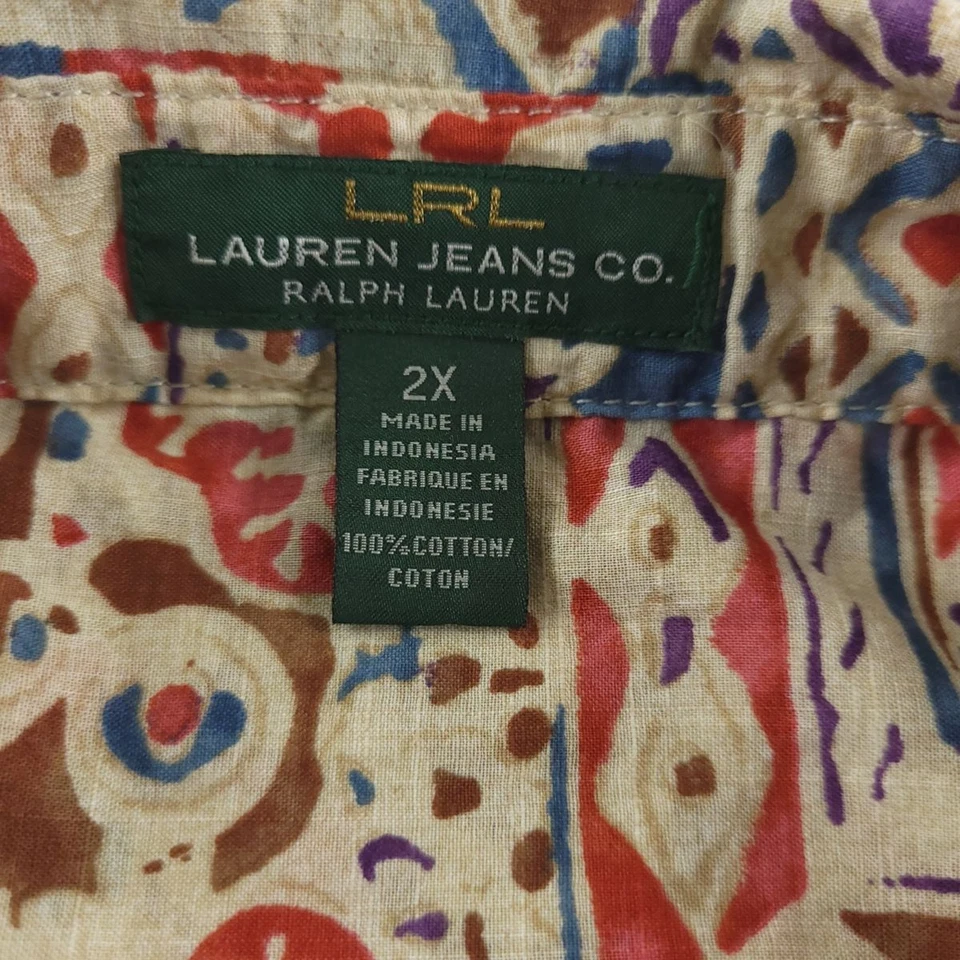 LRL
LAUREN JEANS CO.
RALPH LAUREN
2X
MADE IN
INDONESIA
FABRIQUE EN
INDONESIE
100% COTTON/
COTON